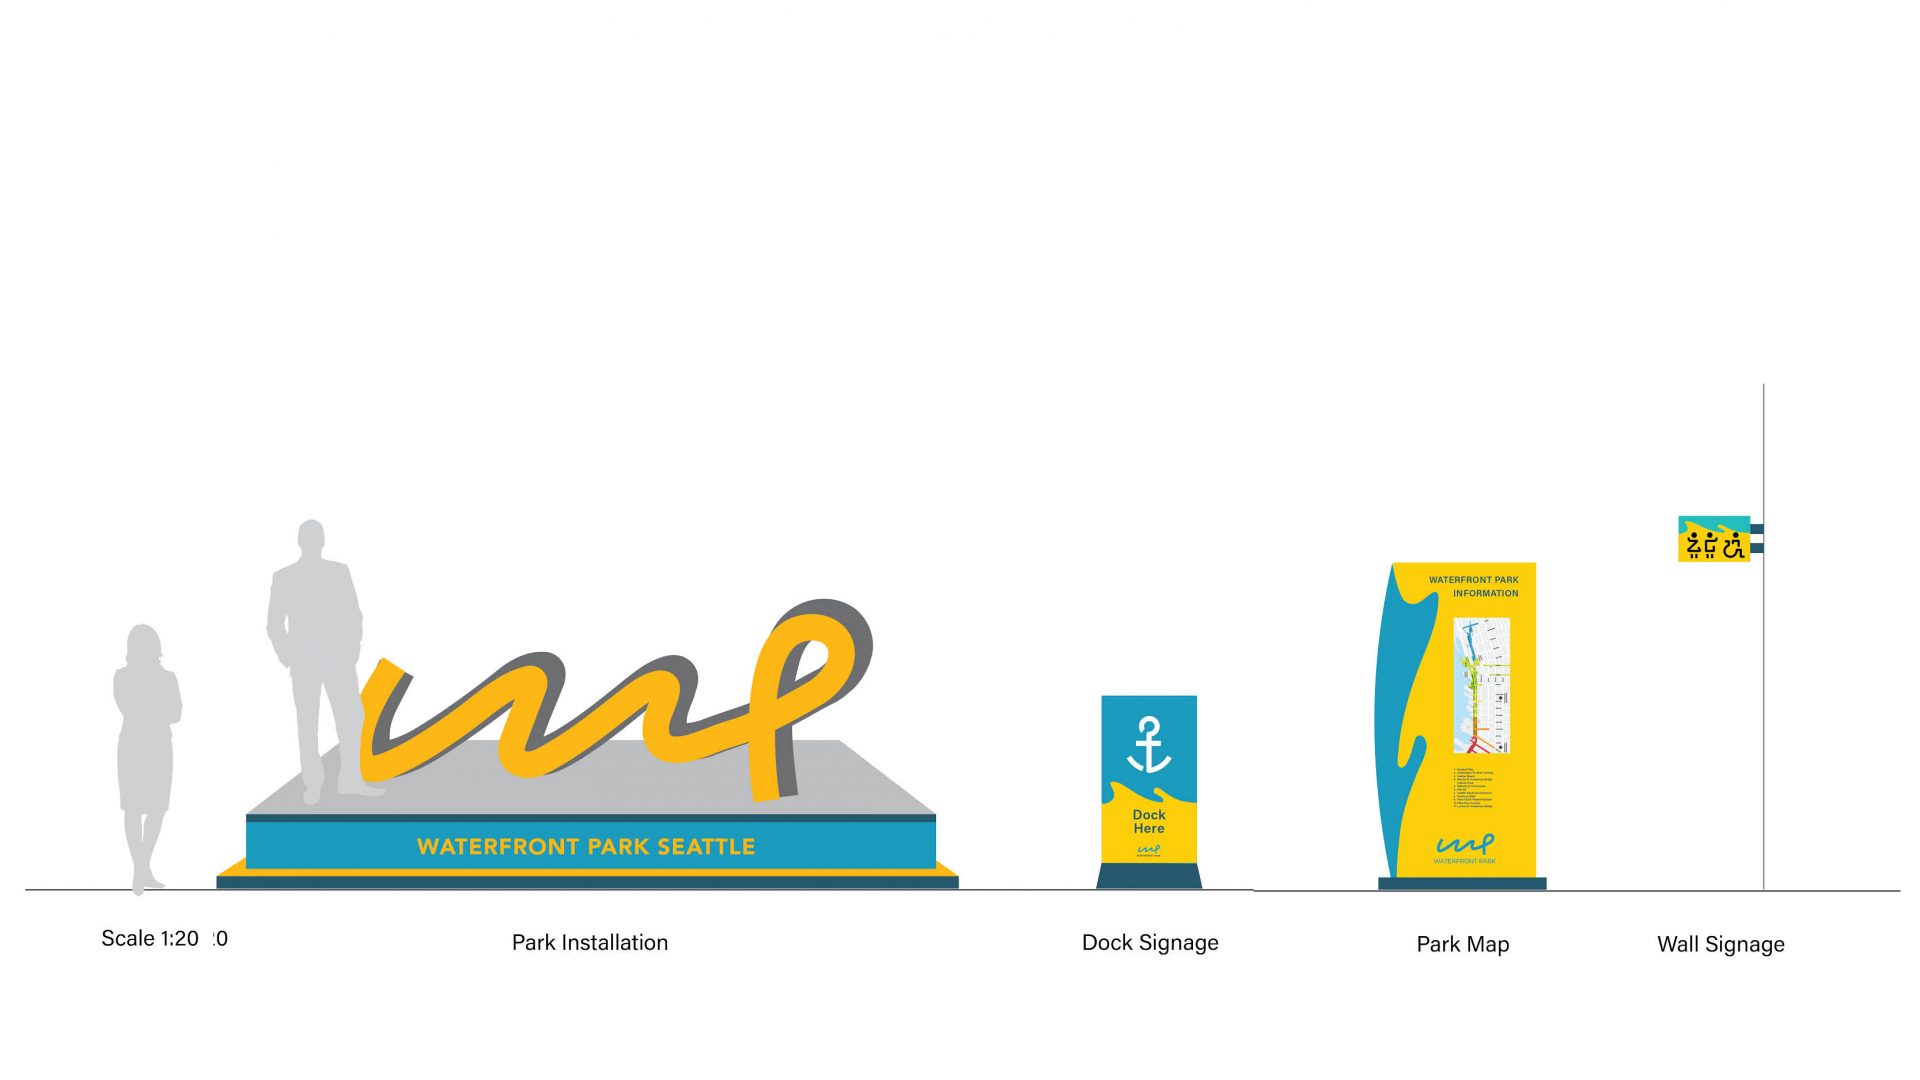 WATERFRONT PARK
INFORMATION
WATERFRONT PARK SEATTLE
Dock
Here
WATERFRONT PARK
Scale 1:20 :20
Park Installation
Dock Signage
Park Map
Wall Signage